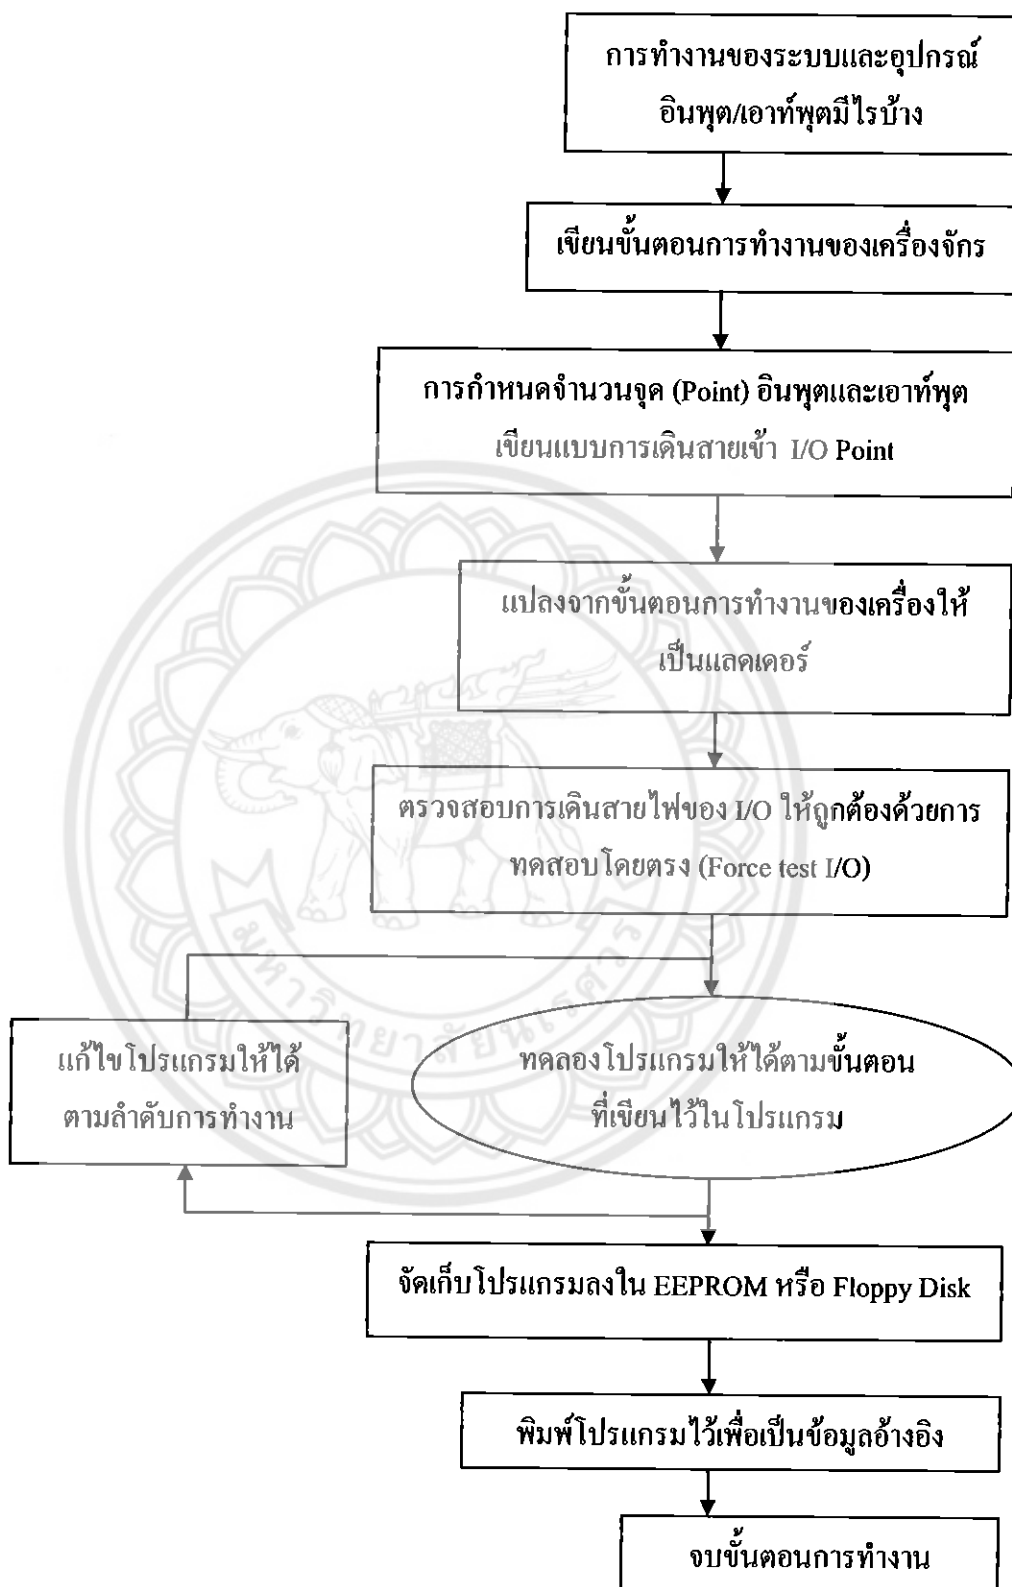 การทำงานของระบบและอุปกรณ์
อินพุต/เอาท์พุตมีไรบ้าง
เขียนขั้นตอนการทำงานของเครื่องจักร
การกำหนดจำนวนจุด (Point) อินพุตและเอาท์พุต
เขียนแบบการเดินสายเข้า I/O Point
แปลงจากขั้นตอนการทำงานของเครื่องให้
เป็นแลดเดอร์
ตรวจสอบการเดินสายไฟของ I/O ให้ถูกต้องด้วยการ
ทดสอบโดยตรง (Force test I/O)
แก้ไขโปรแกรมให้ได้
ตามลำดับการทำงาน
ทดลองโปรแกรมให้ได้ตามขั้นตอน
ที่เขียนไว้ในโปรแกรม
มหาวิทยาลัยนเรศวร
จัดเก็บโปรแกรมลงใน EEPROM หรือ Floppy Disk
พิมพ์โปรแกรมไว้เพื่อเป็นข้อมูลอ้างอิง
จบขั้นตอนการทำงาน